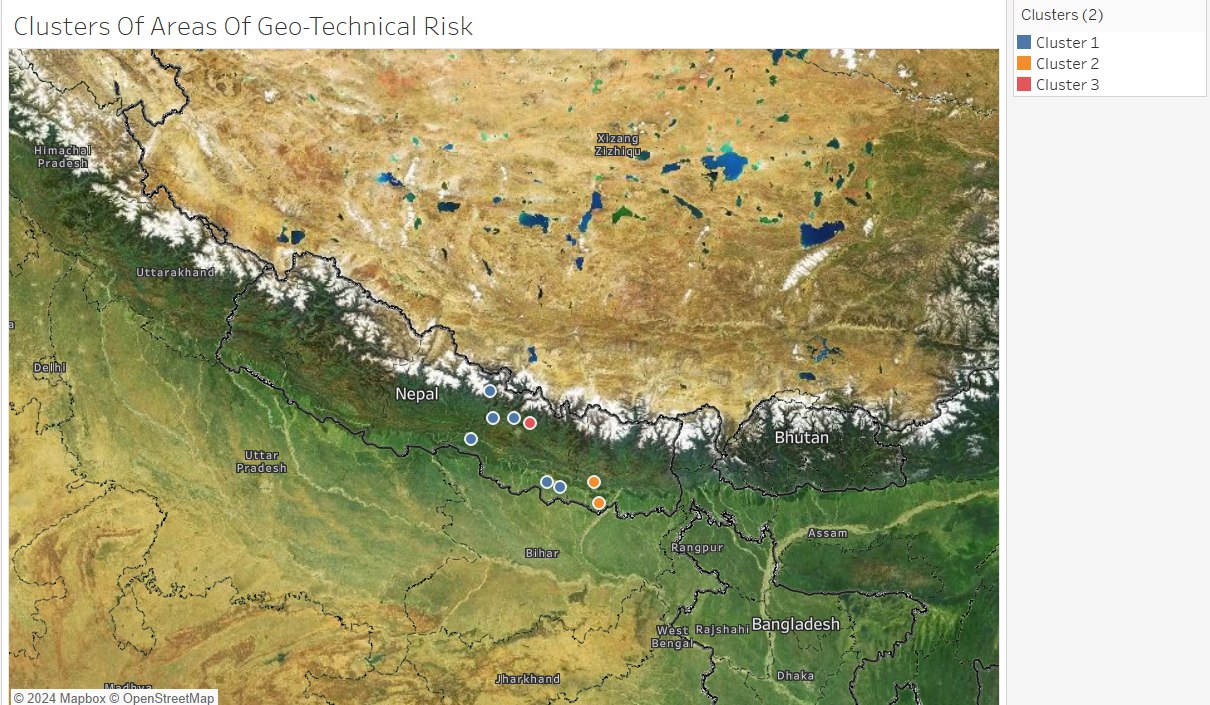 Clusters Of Areas Of Geo-Technical Risk
Clusters (2)
Cluster 1
Cluster 2
Cluster 3
Xizang
Zizhiqu
Himachal
Pradesh
Uttarakhand
Delhi
Nepal
Bhutan
Uttar
Pradesh
Assam
Rangpur
Bihar
West
Bengal
Rajshahi
Bangladesh
Dhaka
Jharkhand
Madhya
© 2024 Mapbox © OpenStreetMap